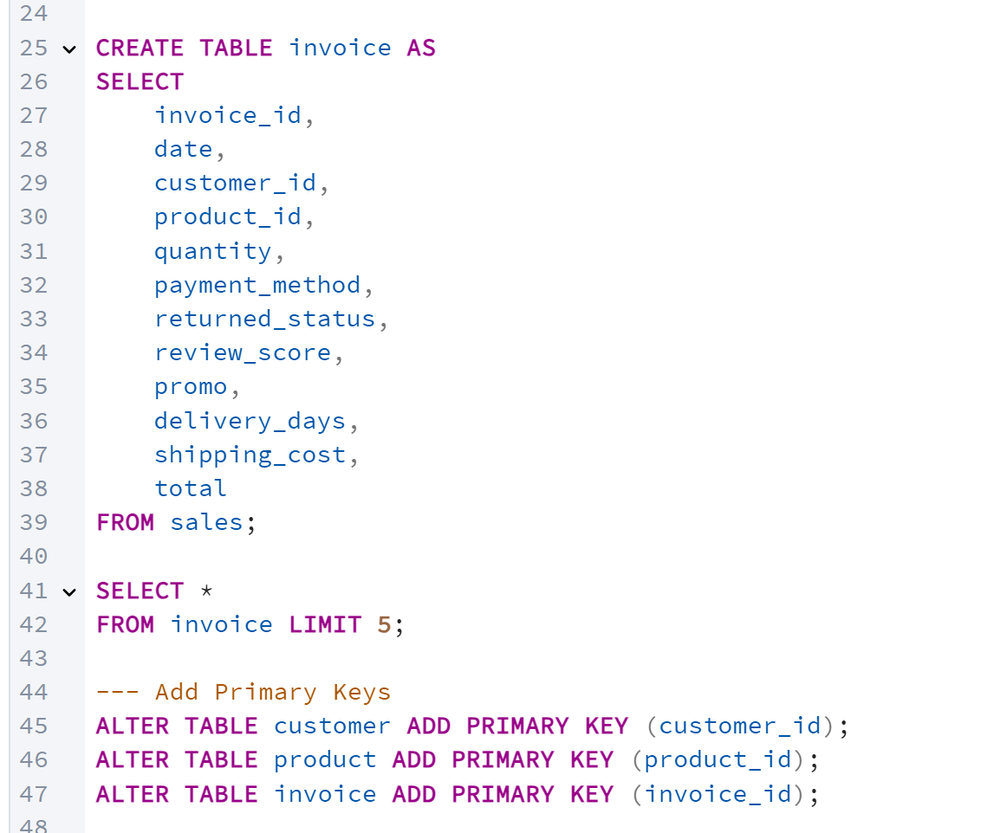 24
25 CREATE TABLE invoice AS
26 SELECT
27     invoice_id,
28     date,
29     customer_id,
30     product_id,
31     quantity,
32     payment_method,
33     returned_status,
34     review_score,
35     promo,
36     delivery_days,
37     shipping_cost,
38     total
39 FROM sales;
40
41 SELECT *
42 FROM invoice LIMIT 5;
43
44 --- Add Primary Keys
45 ALTER TABLE customer ADD PRIMARY KEY (customer_id);
46 ALTER TABLE product ADD PRIMARY KEY (product_id);
47 ALTER TABLE invoice ADD PRIMARY KEY (invoice_id);
48